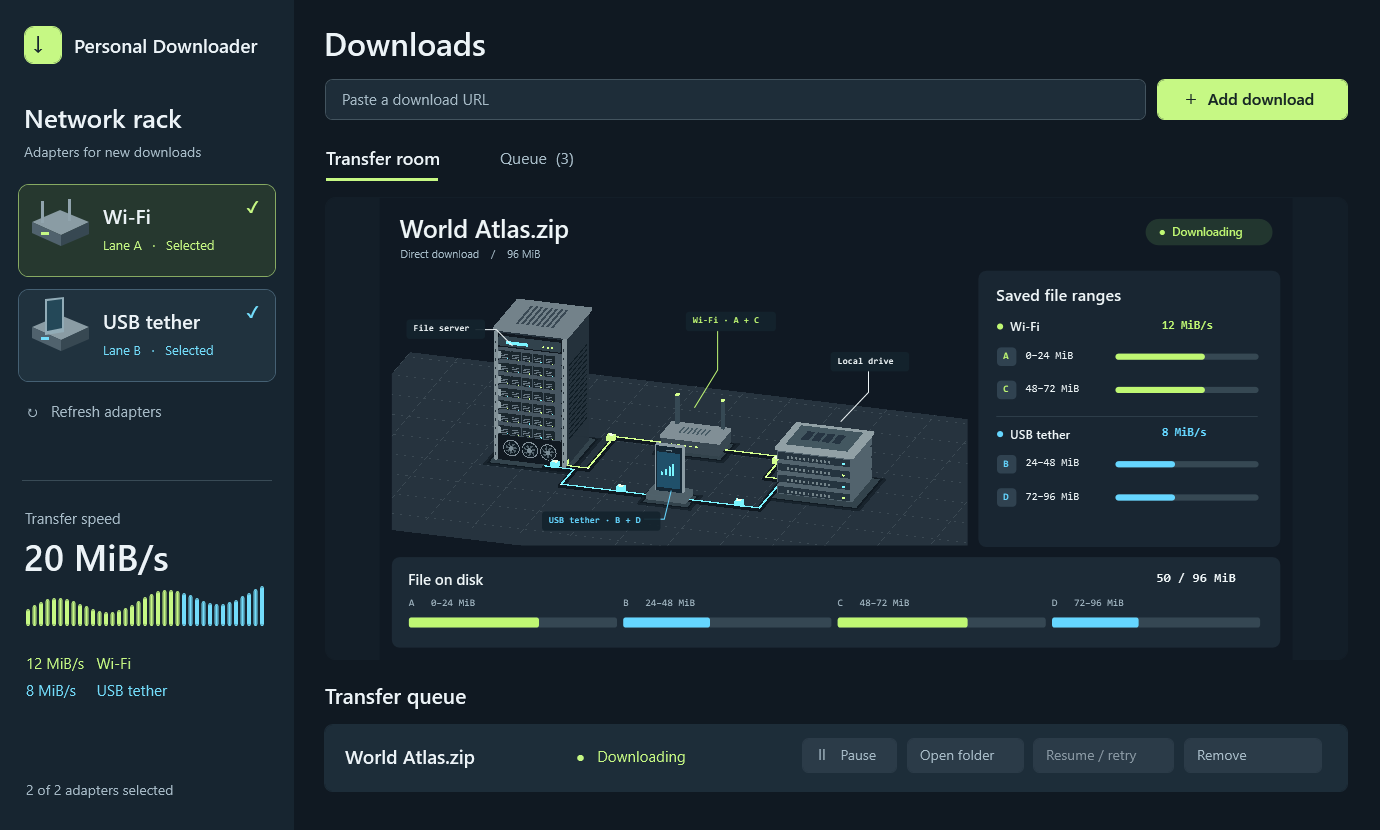 Personal Downloader
Network rack
Adapters for new downloads
Wi-Fi
Lane A · Selected
USB tether
Lane B · Selected
Refresh adapters
Transfer speed
20 MiB/s
12 MiB/s Wi-Fi
8 MiB/s USB tether
2 of 2 adapters selected
Downloads
Paste a download URL
+ Add download
Transfer room
Queue (3)
World Atlas.zip
Direct download / 96 MiB
Downloading
File server
Wi-Fi · A + C
Local drive
USB tether · B + D
Saved file ranges
Wi-Fi 12 MiB/s
A 0–24 MiB
C 48–72 MiB
USB tether 8 MiB/s
B 24–48 MiB
D 72–96 MiB
File on disk 50 / 96 MiB
A 0–24 MiB B 24–48 MiB C 48–72 MiB D 72–96 MiB
Transfer queue
World Atlas.zip Downloading Pause Open folder Resume / retry Remove